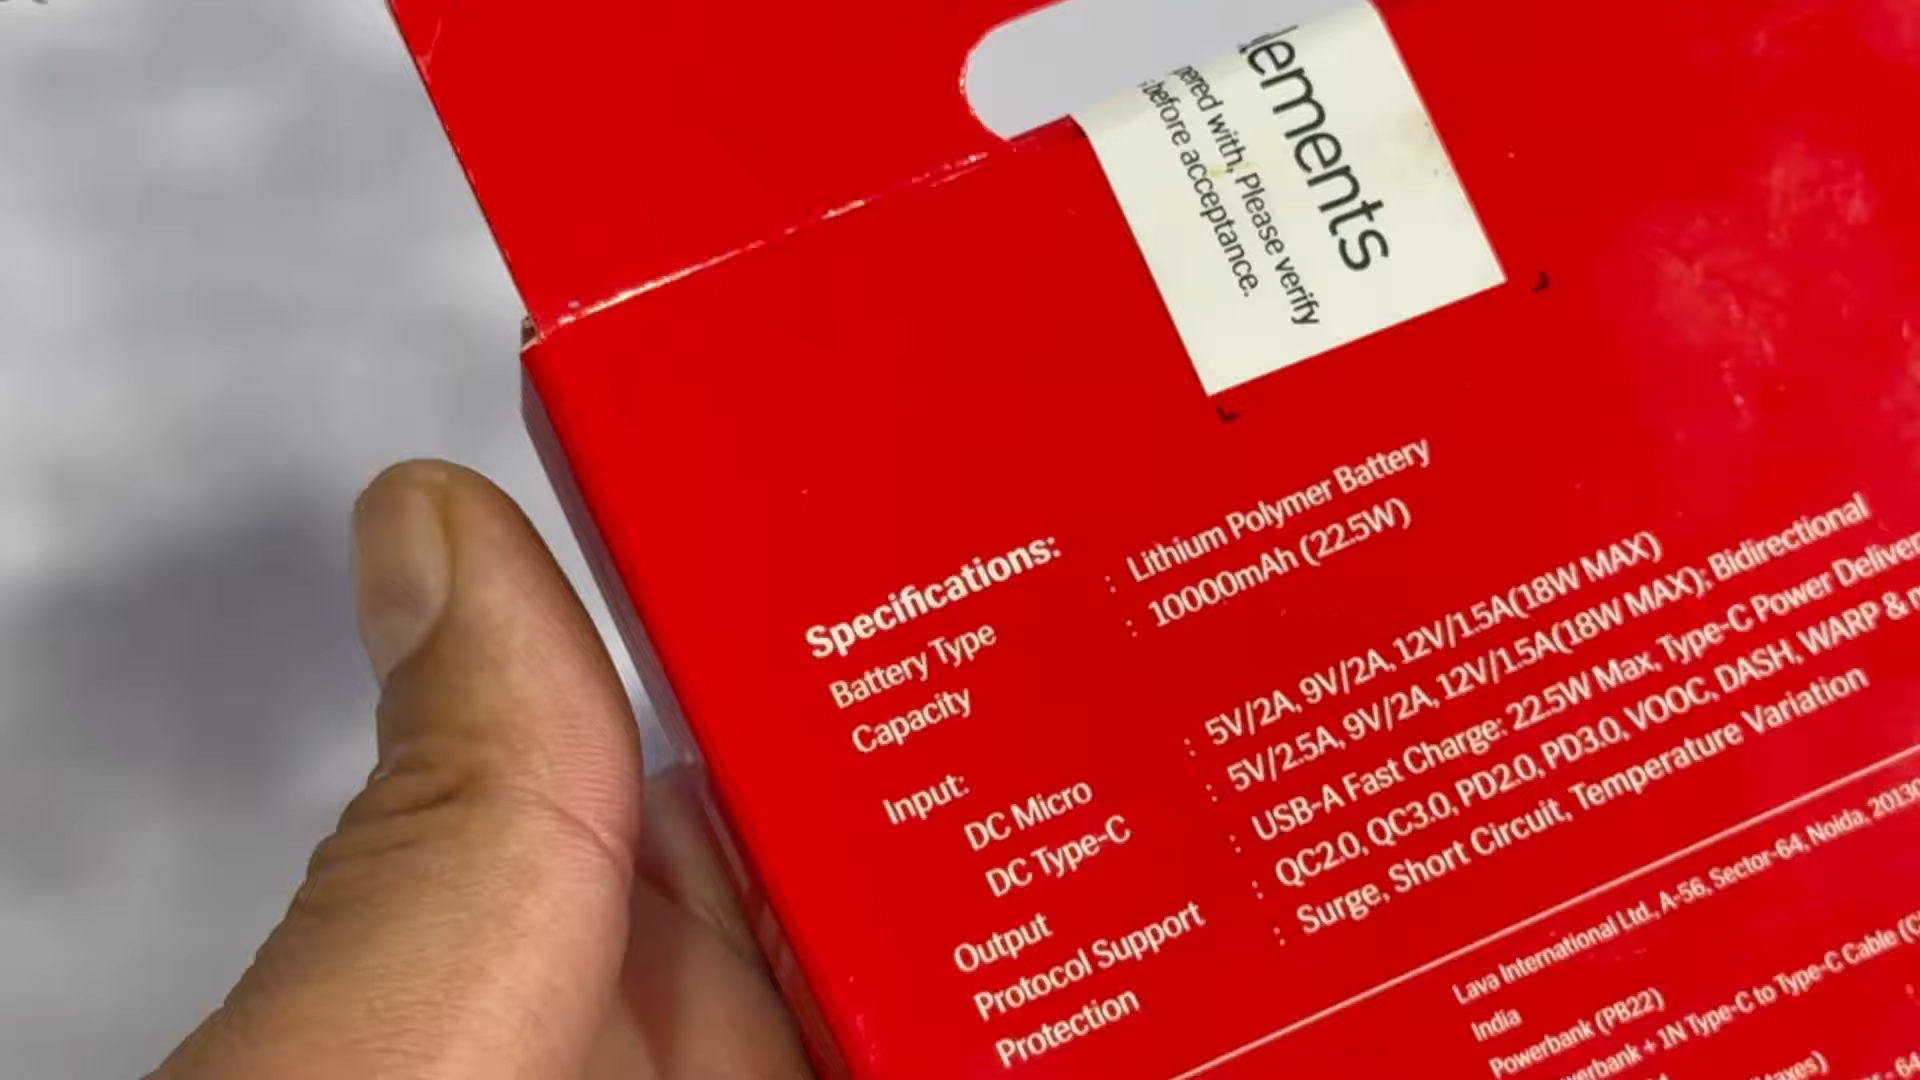 lements
pered with, Please verify
before acceptance.
Specifications:
Battery Type : Lithium Polymer Battery
Capacity : 10000mAh (22.5W)
Input:
DC Micro : 5V/2A, 9V/2A, 12V/1.5A(18W MAX)
DC Type-C : 5V/2.5A, 9V/2A, 12V/1.5A(18W MAX); Bidirectional
Output : USB-A Fast Charge: 22.5W Max, Type-C Power Deliver
Protocol Support : QC2.0, QC3.0, PD2.0, PD3.0, VOOC, DASH, WARP & m
Protection : Surge, Short Circuit, Temperature Variation
Lava International Ltd., A-56, Sector-64, Noida, 20130
India
Powerbank (PB22)
werbank + 1N Type-C to Type-C Cable (C